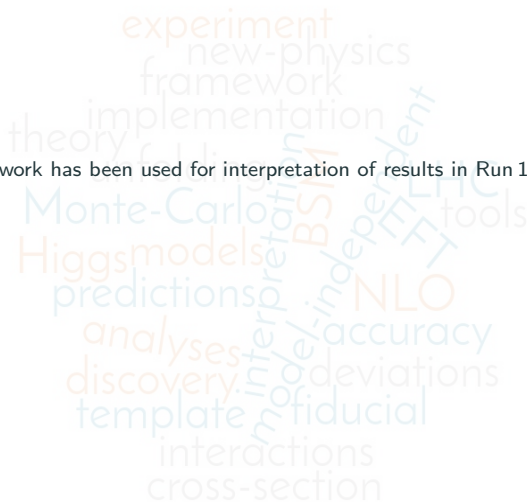 experiment
new-physics
framework
implementation
theory
unfolding
work has been used for interpretation of results in Run 1
LHC
Monte-Carlo
tools
interpretation
BSM
model-independent
EFT
Higgs
models
predictions
NLO
analyses
accuracy
discovery
deviations
template
fiducial
interactions
cross-section